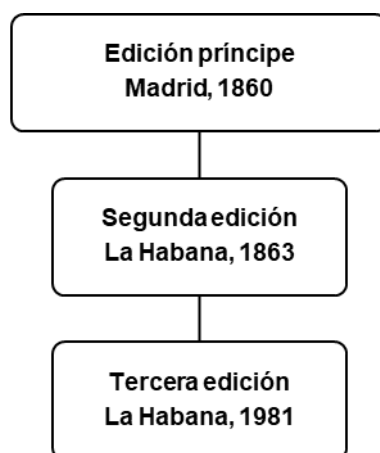 Edición príncipe
Madrid, 1860
Segunda edición
La Habana, 1863
Tercera edición
La Habana, 1981